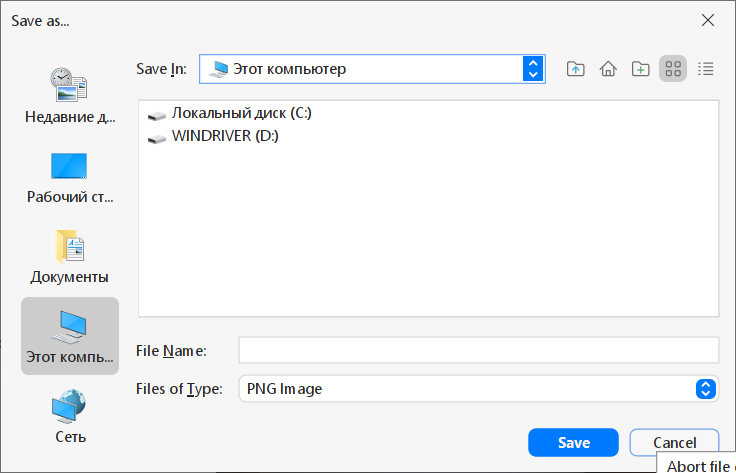 Save as...
Save In:
Этот компьютер
Недавние д...
Рабочий ст...
Документы
Этот компь...
Сеть
Локальный диск (C:)
WINDRIVER (D:)
File Name:
Files of Type:
PNG Image
Save
Cancel
Abort file